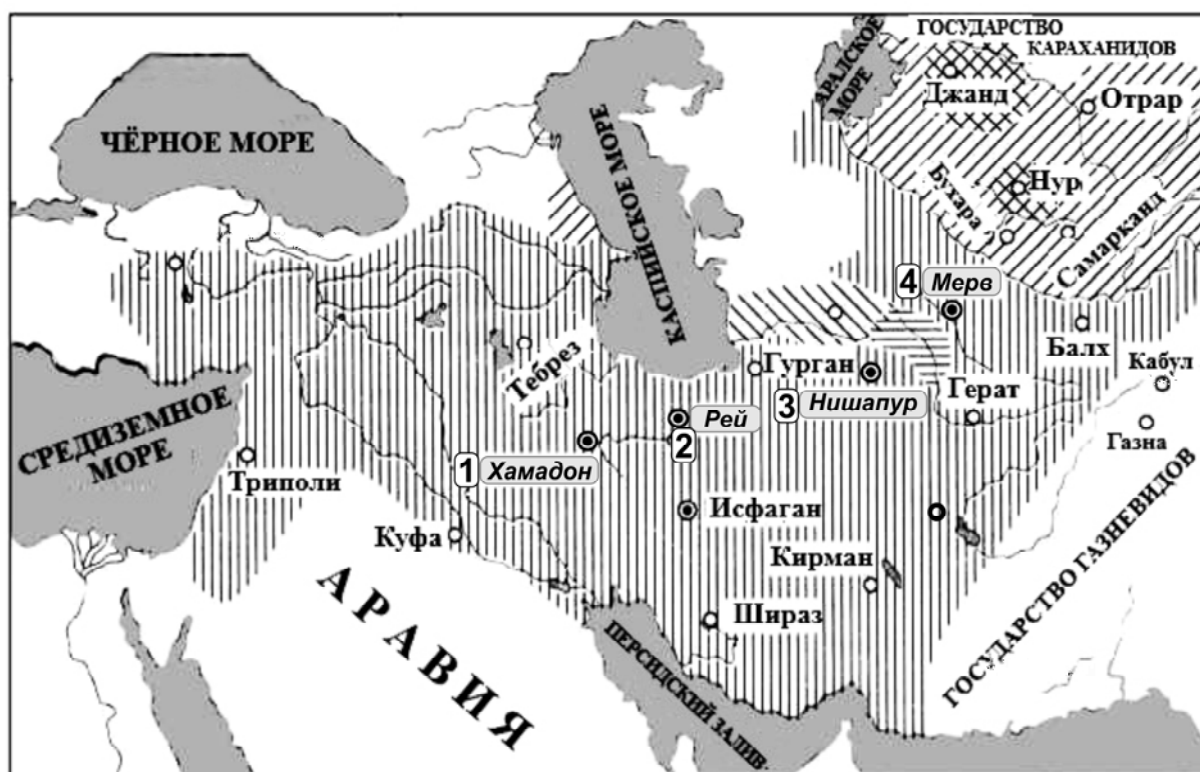 ГОСУДАРСТВО
КАРАХАНИДОВ
АРАЛСКОЕ
МОРЕ
Джанд
Отрар
ЧЁРНОЕ МОРЕ
КАСПИЙСКОЕ МОРЕ
Нур
Бухара
Самарканд
4 Мерв
Балх
Кабул
Тебрез
Гурган
3 Нишапур
Герат
Газна
СРЕДИЗЕМНОЕ
МОРЕ
Рей
2
1 Хамадон
Триполи
Исфаган
Куфа
Кирман
Шираз
АРАВИЯ
ПЕРСИДСКИЙ ЗАЛИВ
ГОСУДАРСТВО ГАЗНЕВИДОВ